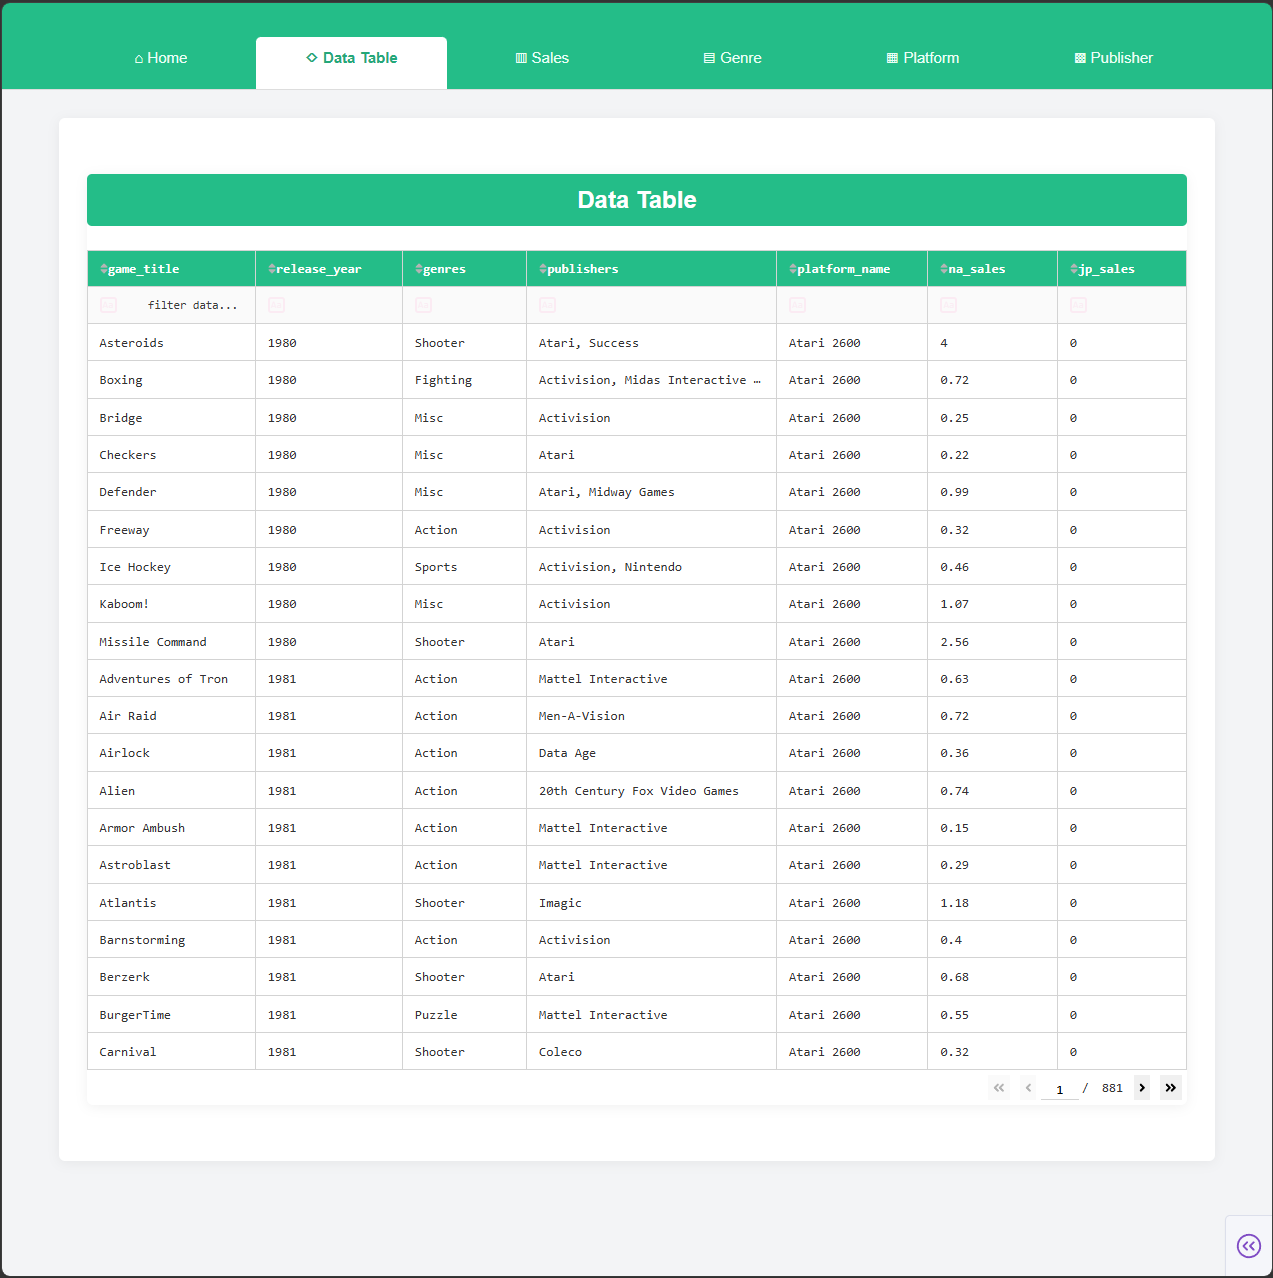 Home Data Table Sales Genre Platform Publisher
Data Table
game_title release_year genres publishers platform_name na_sales jp_sales
filter data...
Asteroids 1980 Shooter Atari, Success Atari 2600 4 0
Boxing 1980 Fighting Activision, Midas Interactive … Atari 2600 0.72 0
Bridge 1980 Misc Activision Atari 2600 0.25 0
Checkers 1980 Misc Atari Atari 2600 0.22 0
Defender 1980 Misc Atari, Midway Games Atari 2600 0.99 0
Freeway 1980 Action Activision Atari 2600 0.32 0
Ice Hockey 1980 Sports Activision, Nintendo Atari 2600 0.46 0
Kaboom! 1980 Misc Activision Atari 2600 1.07 0
Missile Command 1980 Shooter Atari Atari 2600 2.56 0
Adventures of Tron 1981 Action Mattel Interactive Atari 2600 0.63 0
Air Raid 1981 Action Men-A-Vision Atari 2600 0.72 0
Airlock 1981 Action Data Age Atari 2600 0.36 0
Alien 1981 Action 20th Century Fox Video Games Atari 2600 0.74 0
Armor Ambush 1981 Action Mattel Interactive Atari 2600 0.15 0
Astroblast 1981 Action Mattel Interactive Atari 2600 0.29 0
Atlantis 1981 Shooter Imagic Atari 2600 1.18 0
Barnstorming 1981 Action Activision Atari 2600 0.4 0
Berzerk 1981 Shooter Atari Atari 2600 0.68 0
BurgerTime 1981 Puzzle Mattel Interactive Atari 2600 0.55 0
Carnival 1981 Shooter Coleco Atari 2600 0.32 0
1 / 881